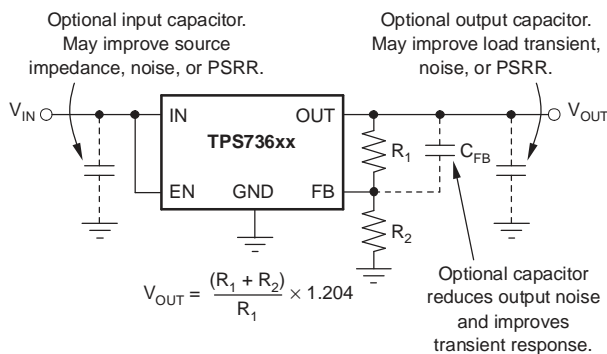 Optional input capacitor.
May improve source
impedance, noise, or PSRR.
Optional output capacitor.
May improve load transient,
noise, or PSRR.
V_IN
IN
OUT
V_OUT
TPS736xx
R_1
C_FB
EN
GND
FB
R_2
V_OUT = (R_1 + R_2) / R_1 × 1.204
Optional capacitor
reduces output noise
and improves
transient response.